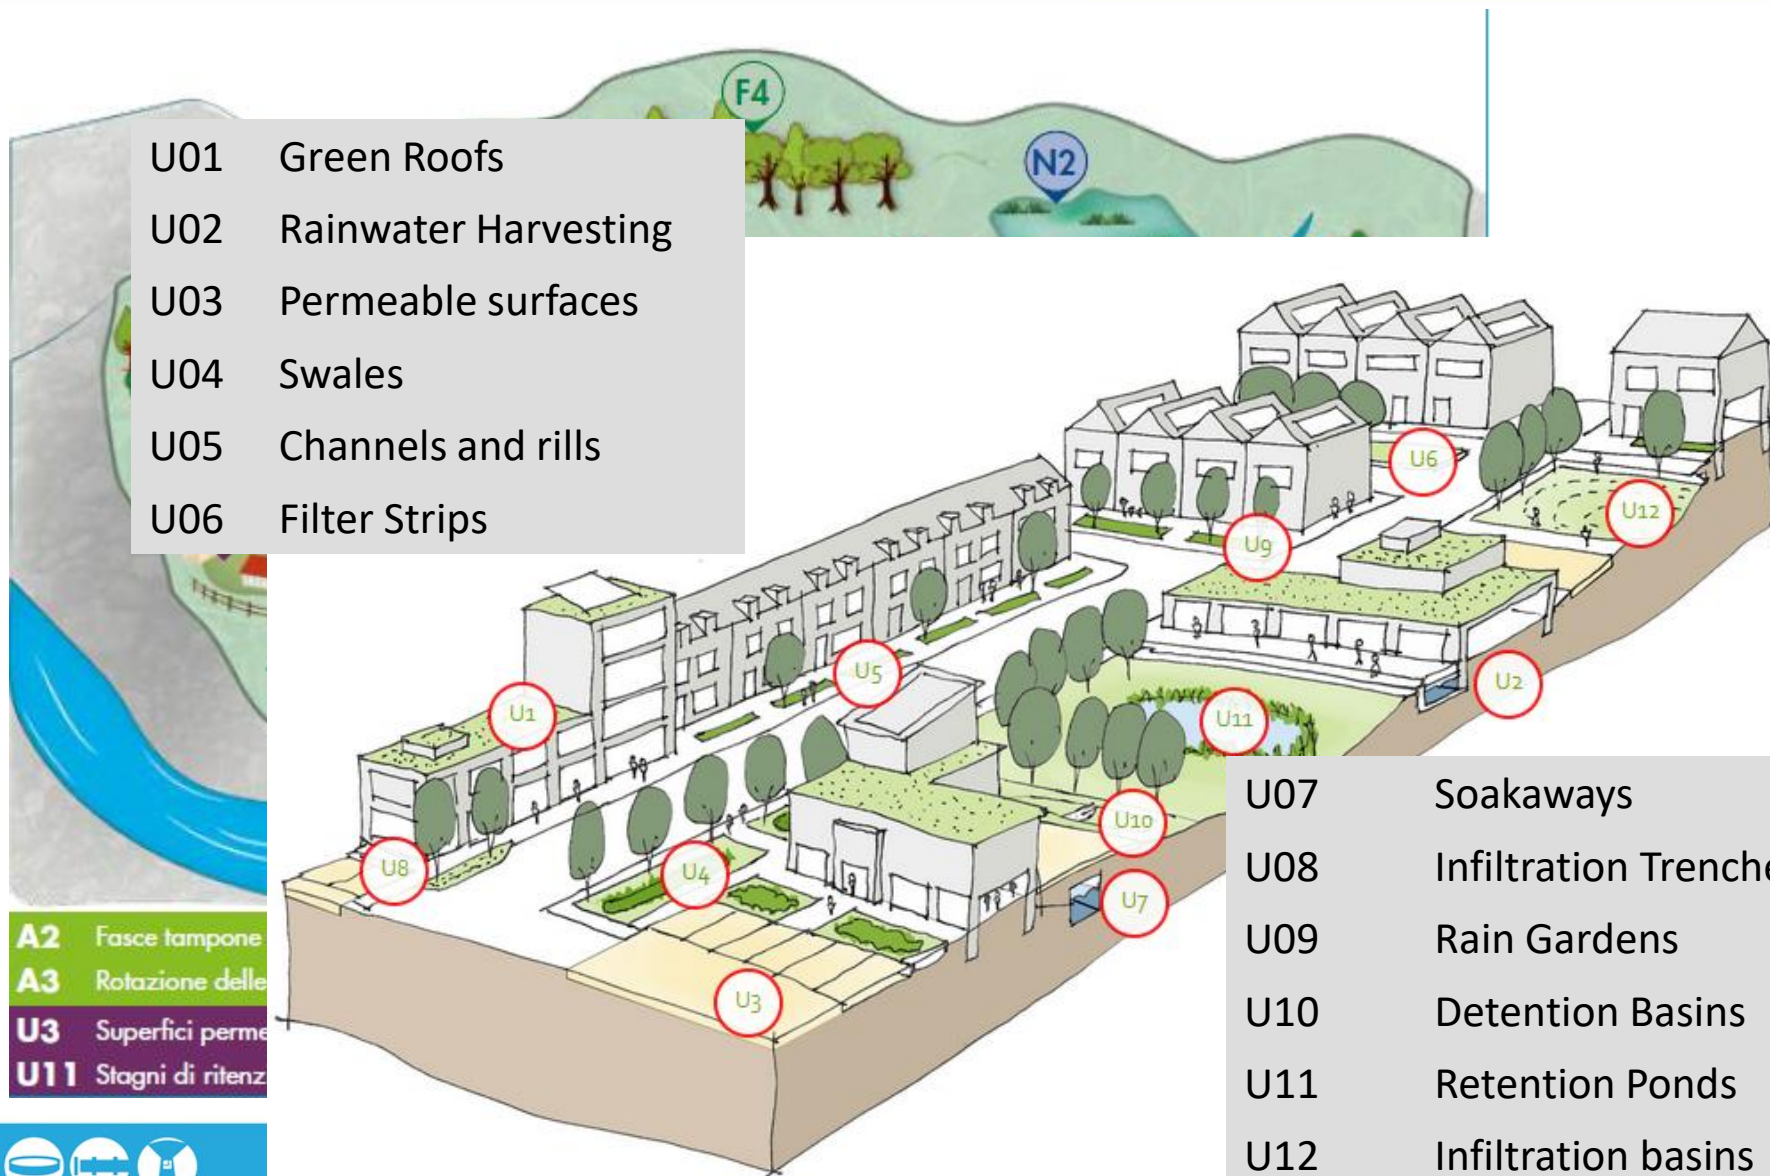 F4
N2
U01 Green Roofs
U02 Rainwater Harvesting
U03 Permeable surfaces
U04 Swales
U05 Channels and rills
U06 Filter Strips
U6
U12
U9
U5
U2
U1
U11
U10
U8
U4
U7
U3
U07 Soakaways
U08 Infiltration Trenche
U09 Rain Gardens
U10 Detention Basins
U11 Retention Ponds
U12 Infiltration basins
A2 Fasce tampone
A3 Rotazione delle
U3 Superfici perme
U11 Stagni di ritenz